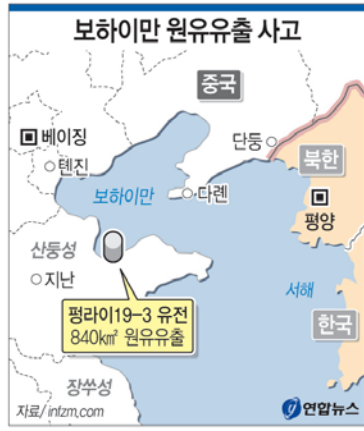 보하이만 원유유출 사고
중국
베이징
톈진
단둥
북한
보하이만
다롄
평양
산둥성
지난
서해
펑라이19-3 유전
840km² 원유유출
한국
장쑤성
자료/infzm.com
연합뉴스